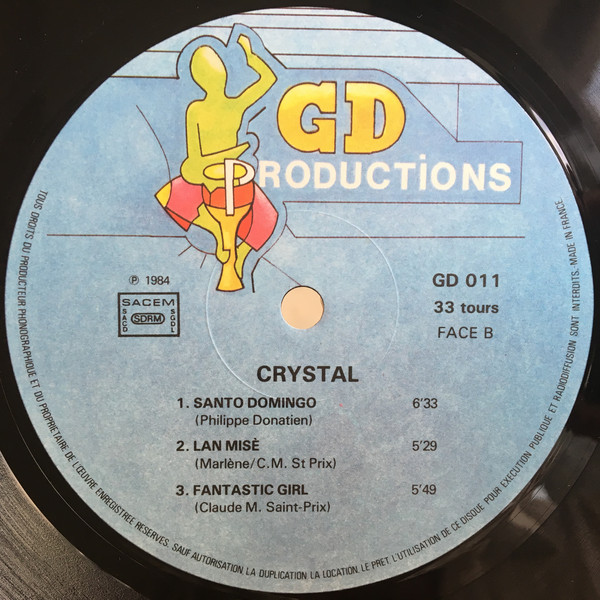 GD
PRODUCTIONS
℗ 1984
SACEM
SACD
SDRM
SGDL
GD 011
33 tours
FACE B
CRYSTAL
1. SANTO DOMINGO 6'33
(Philippe Donatien)
2. LAN MISÈ 5'29
(Marlène/C.M. St Prix)
3. FANTASTIC GIRL 5'49
(Claude M. Saint-Prix)
TOUS DROITS DU PRODUCTEUR PHONOGRAPHIQUE ET DU PROPRIETAIRE DE L'ŒUVRE ENREGISTREE RESERVES. SAUF AUTORISATION LA DUPLICATION LA LOCATION, LE PRET L'UTILISATION DE CE DISQUE POUR EXECUTION PUBLIQUE ET RADIODIFFUSION SONT INTERDITS. MADE IN FRANCE